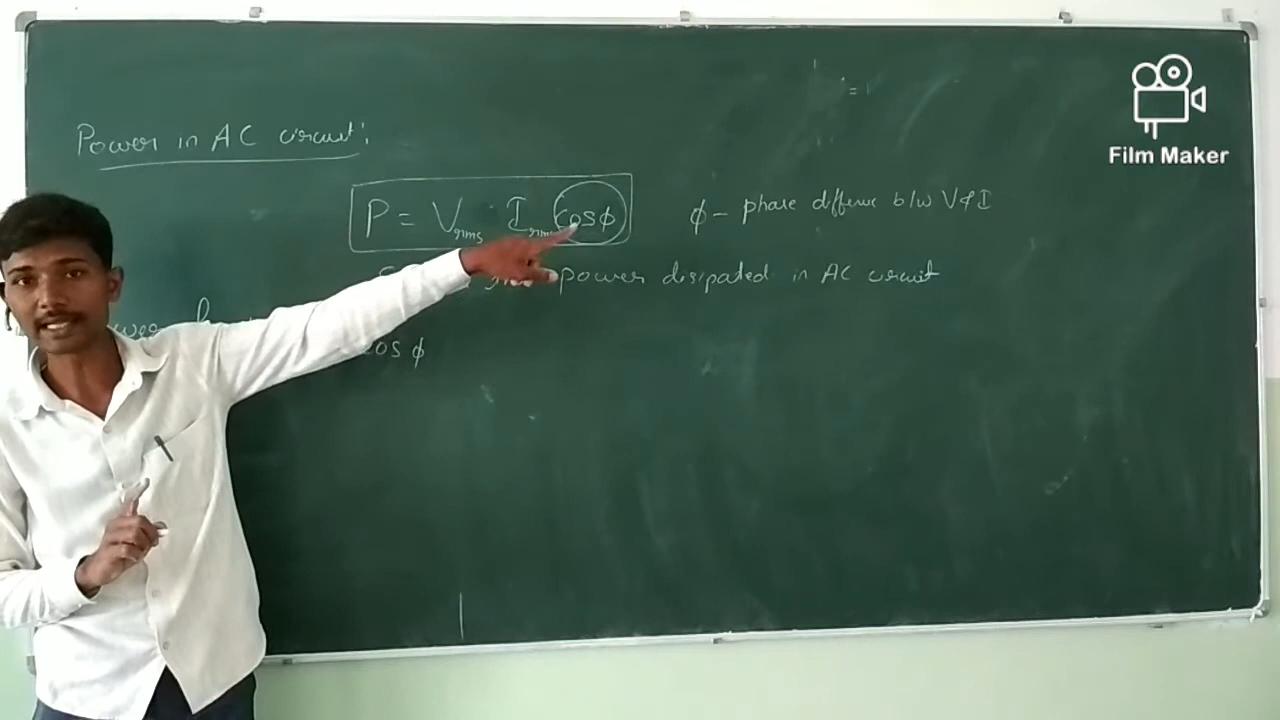 Power in AC circuit:
P = Vrms . Irms cosφ
φ – phase differnc b/w V & I
power dissipated in AC circuit
cos φ
Film Maker